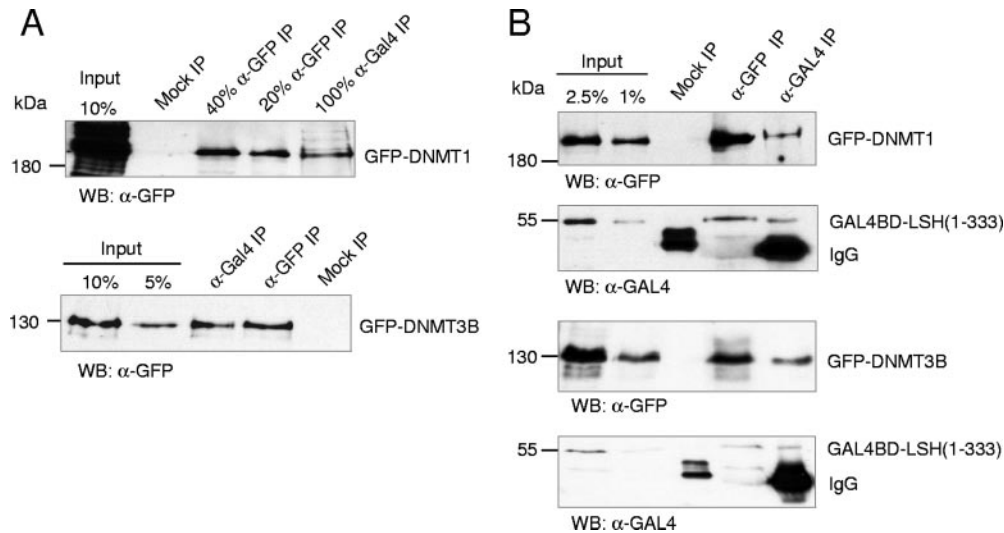 A
Input
10%
Mock IP
40% α-GFP IP
20% α-GFP IP
100% α-Gal4 IP
kDa
180
GFP-DNMT1
WB: α-GFP
Input
10%
5%
α-Gal4 IP
α-GFP IP
Mock IP
130
GFP-DNMT3B
WB: α-GFP
B
Input
2.5%
1%
Mock IP
α-GFP IP
α-GAL4 IP
kDa
180
GFP-DNMT1
WB: α-GFP
55
GAL4BD-LSH(1-333)
IgG
WB: α-GAL4
130
GFP-DNMT3B
WB: α-GFP
55
GAL4BD-LSH(1-333)
IgG
WB: α-GAL4